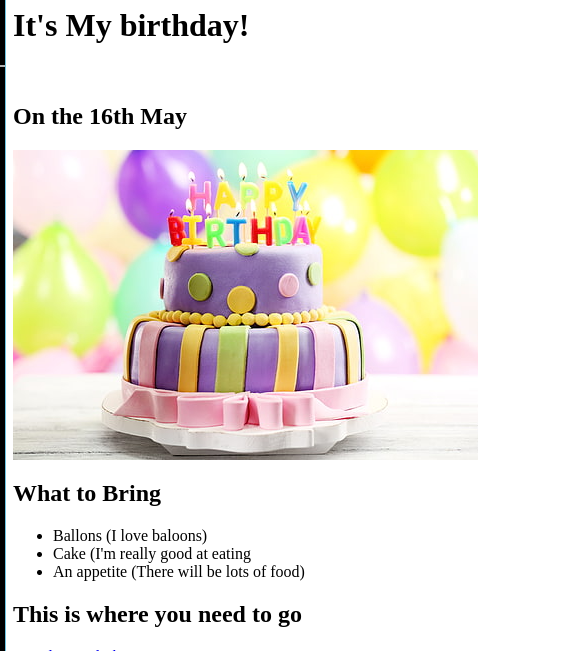 It's My birthday!
On the 16th May
HAPPY
BIRTHDAY
What to Bring
Ballons (I love baloons)
Cake (I'm really good at eating
An appetite (There will be lots of food)
This is where you need to go